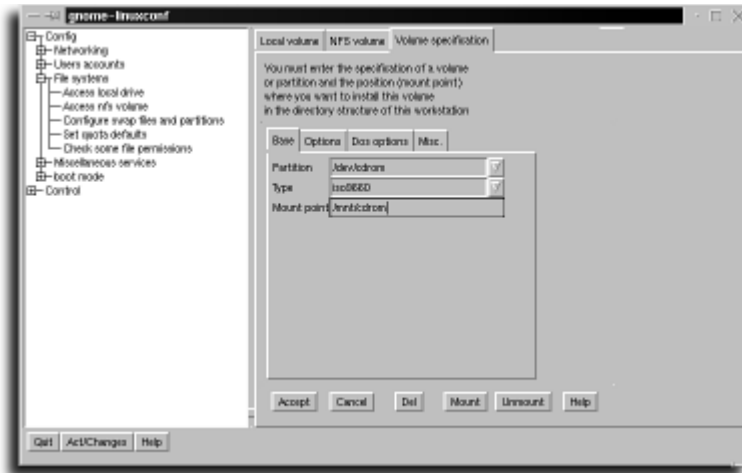 gnome-linuxconf
Config
Networking
Users accounts
File systems
Access local drive
Access nfs volume
Configure swap files and partitions
Set quota defaults
Check some file permissions
Miscellaneous services
boot mode
Control
Local volume NFS volume Volume specification
You must enter the specification of a volume
or partition and the position (mount point)
where you want to install this volume
in the directory structure of this workstation
Base Options Dos options Misc.
Partition /dev/cdrom
Type iso9660
Mount point /mnt/cdrom
Accept Cancel Del Mount Unmount Help
Quit Act/Changes Help